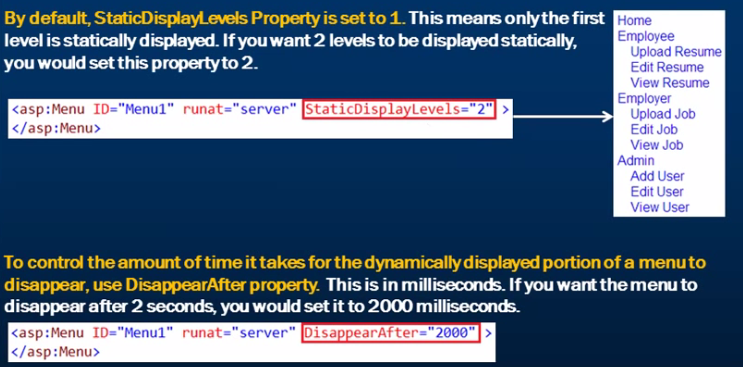 By default, StaticDisplayLevels Property is set to 1. This means only the first
level is statically displayed. If you want 2 levels to be displayed statically,
you would set this property to 2.
<asp:Menu ID="Menu1" runat="server" StaticDisplayLevels="2" >
</asp:Menu>
Home
Employee
Upload Resume
Edit Resume
View Resume
Employer
Upload Job
Edit Job
View Job
Admin
Add User
Edit User
View User
To control the amount of time it takes for the dynamically displayed portion of a menu to
disappear, use DisappearAfter property. This is in milliseconds. If you want the menu to
disappear after 2 seconds, you would set it to 2000 milliseconds.
<asp:Menu ID="Menu1" runat="server" DisappearAfter="2000" >
</asp:Menu>